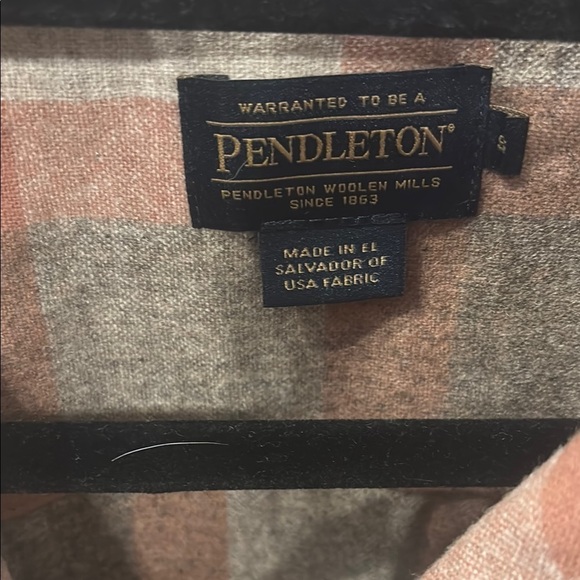 WARRANTED TO BE A
PENDLETON®
PENDLETON WOOLEN MILLS
SINCE 1863
MADE IN EL
SALVADOR OF
USA FABRIC